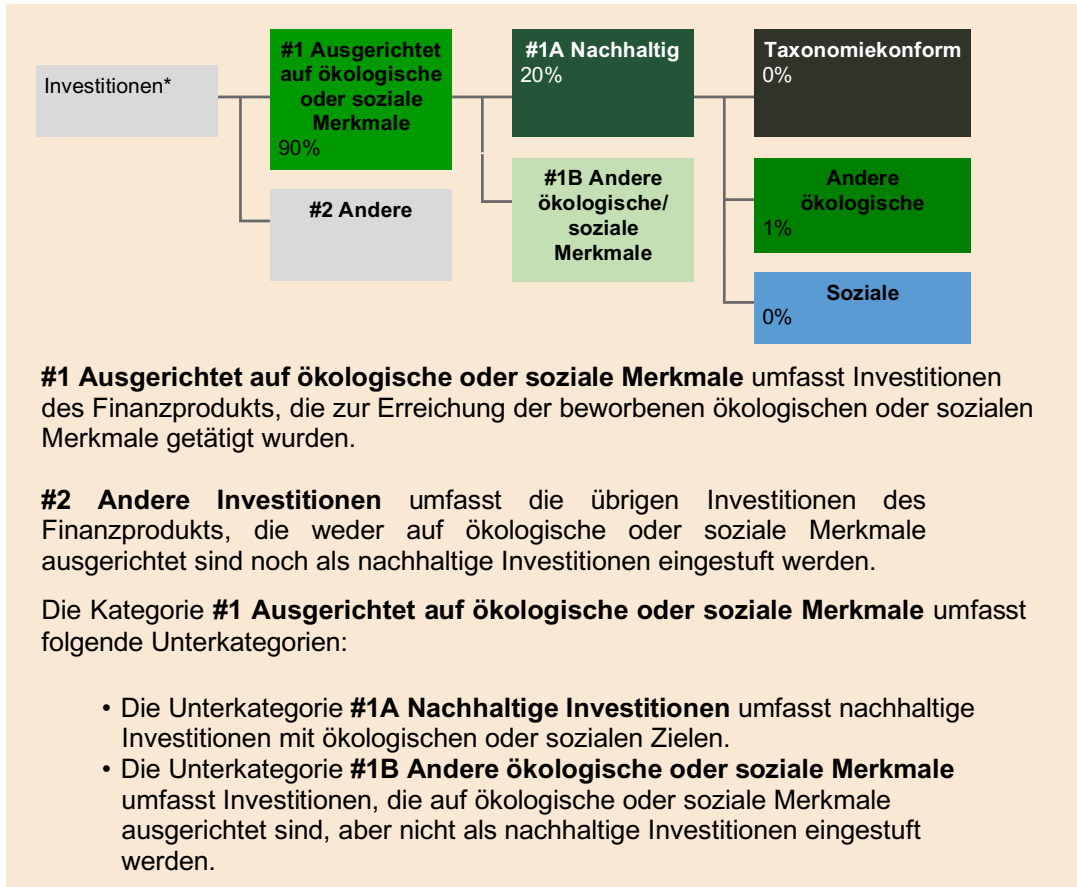 Investitionen*
#1 Ausgerichtet
auf ökologische
oder soziale
Merkmale
90%
#2 Andere
#1A Nachhaltig
20%
#1B Andere
ökologische/
soziale
Merkmale
Taxonomiekonform
0%
Andere
ökologische
1%
Soziale
0%
#1 Ausgerichtet auf ökologische oder soziale Merkmale umfasst Investitionen
des Finanzprodukts, die zur Erreichung der beworbenen ökologischen oder sozialen
Merkmale getätigt wurden.
#2 Andere Investitionen umfasst die übrigen Investitionen des
Finanzprodukts, die weder auf ökologische oder soziale Merkmale
ausgerichtet sind noch als nachhaltige Investitionen eingestuft werden.
Die Kategorie #1 Ausgerichtet auf ökologische oder soziale Merkmale umfasst
folgende Unterkategorien:
• Die Unterkategorie #1A Nachhaltige Investitionen umfasst nachhaltige
Investitionen mit ökologischen oder sozialen Zielen.
• Die Unterkategorie #1B Andere ökologische oder soziale Merkmale
umfasst Investitionen, die auf ökologische oder soziale Merkmale
ausgerichtet sind, aber nicht als nachhaltige Investitionen eingestuft
werden.